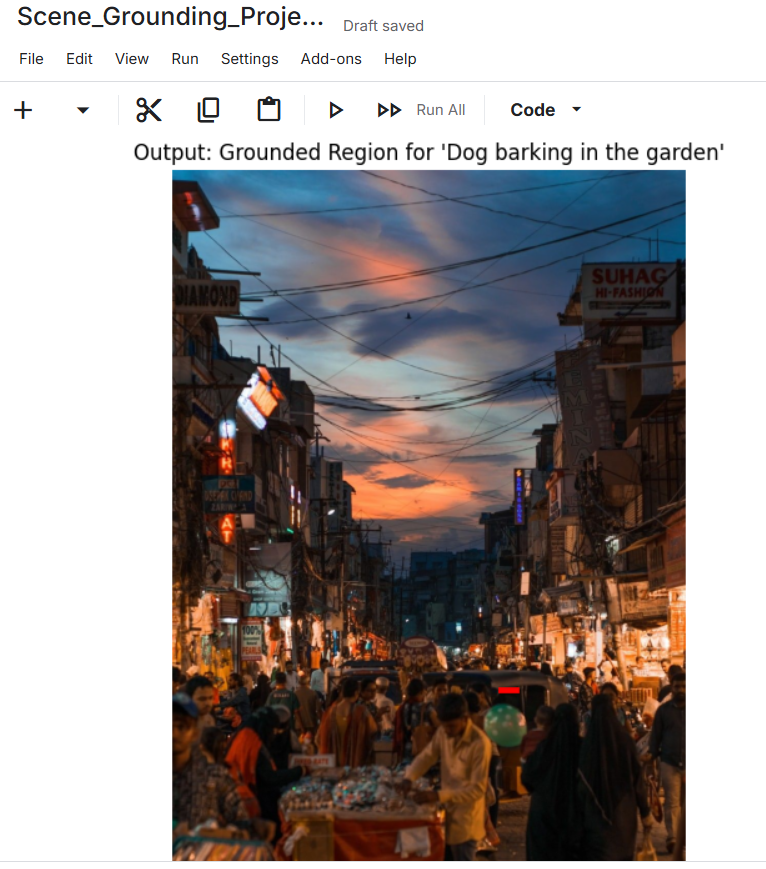 Scene_Grounding_Proje...
Draft saved
File Edit View Run Settings Add-ons Help
Run All Code
Output: Grounded Region for 'Dog barking in the garden'
DIAMOND
SUHAG
HI-FASHION
AT
100%